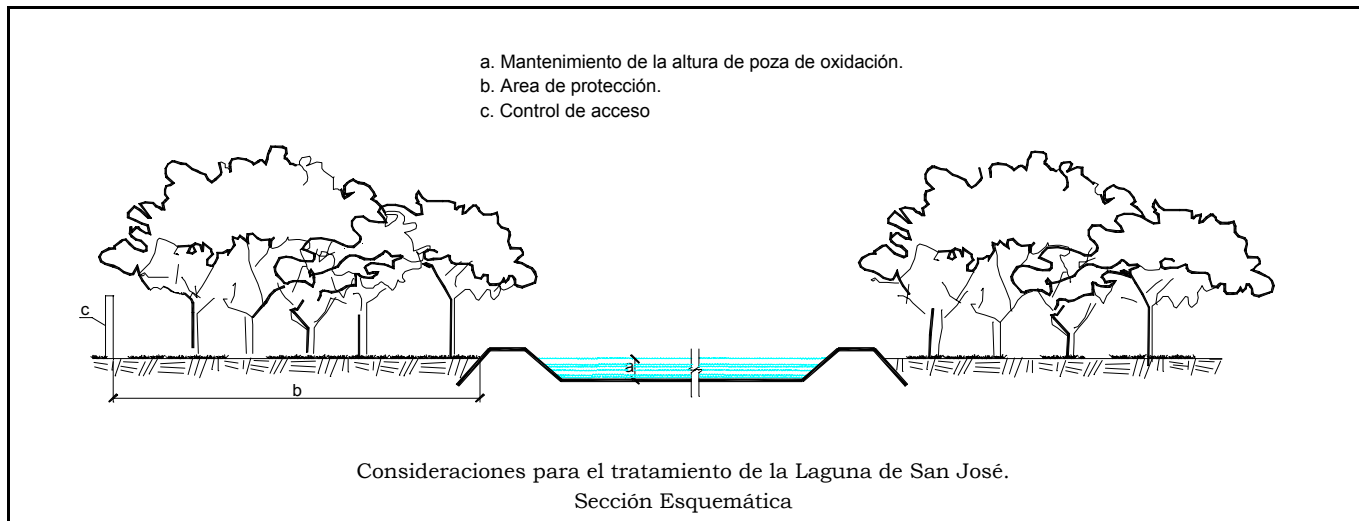 a. Mantenimiento de la altura de poza de oxidación.
b. Area de protección.
c. Control de acceso
c
a
b
Consideraciones para el tratamiento de la Laguna de San José.
Sección Esquemática